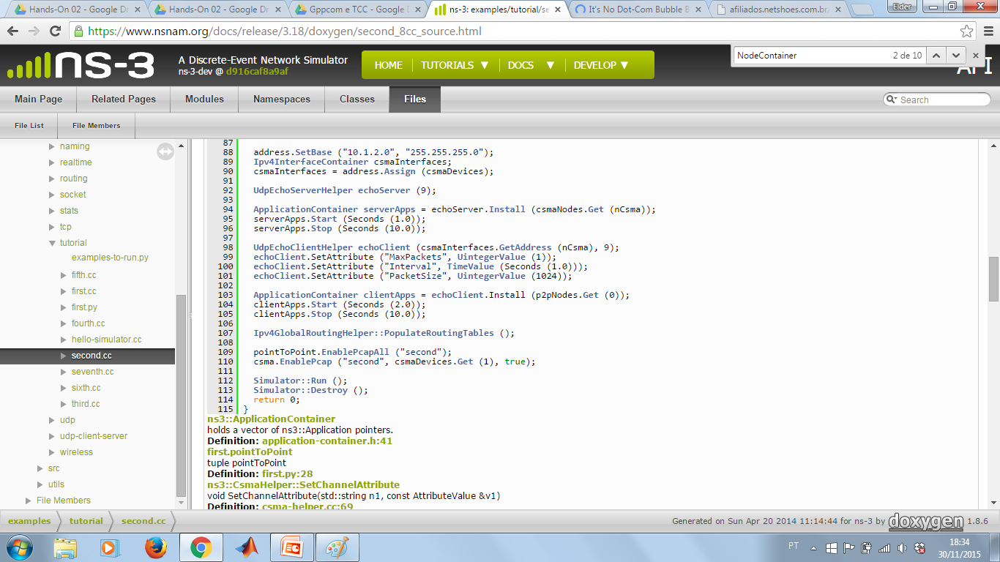 Hands-On 02 - Google Dr
Hands-On 02 - Google Dr
Gppcom e TCC - Google D
ns-3: examples/tutorial/se
It's No Dot-Com Bubble B
afiliados.netshoes.com.br/
Elder
https://www.nsnam.org/docs/release/3.18/doxygen/second_8cc_source.html
NodeContainer 2 de 10
NS-3
A Discrete-Event Network Simulator
ns-3-dev @ d916caf8a9af
HOME TUTORIALS ▼ DOCS ▼ DEVELOP ▼
API
Main Page Related Pages Modules Namespaces Classes Files
Search
File List File Members
naming
realtime
routing
socket
stats
tcp
tutorial
examples-to-run.py
fifth.cc
first.cc
first.py
fourth.cc
hello-simulator.cc
second.cc
seventh.cc
sixth.cc
third.cc
udp
udp-client-server
wireless
src
utils
File Members
87
88 address.SetBase ("10.1.2.0", "255.255.255.0");
89 Ipv4InterfaceContainer csmaInterfaces;
90 csmaInterfaces = address.Assign (csmaDevices);
91
92 UdpEchoServerHelper echoServer (9);
93
94 ApplicationContainer serverApps = echoServer.Install (csmaNodes.Get (nCsma));
95 serverApps.Start (Seconds (1.0));
96 serverApps.Stop (Seconds (10.0));
97
98 UdpEchoClientHelper echoClient (csmaInterfaces.GetAddress (nCsma), 9);
99 echoClient.SetAttribute ("MaxPackets", UintegerValue (1));
100 echoClient.SetAttribute ("Interval", TimeValue (Seconds (1.0)));
101 echoClient.SetAttribute ("PacketSize", UintegerValue (1024));
102
103 ApplicationContainer clientApps = echoClient.Install (p2pNodes.Get (0));
104 clientApps.Start (Seconds (2.0));
105 clientApps.Stop (Seconds (10.0));
106
107 Ipv4GlobalRoutingHelper::PopulateRoutingTables ();
108
109 pointToPoint.EnablePcapAll ("second");
110 csma.EnablePcap ("second", csmaDevices.Get (1), true);
111
112 Simulator::Run ();
113 Simulator::Destroy ();
114 return 0;
115 }
ns3::ApplicationContainer
holds a vector of ns3::Application pointers.
Definition: application-container.h:41
first.pointToPoint
tuple pointToPoint
Definition: first.py:28
ns3::CsmaHelper::SetChannelAttribute
void SetChannelAttribute(std::string n1, const AttributeValue &v1)
Definition: csma-helper.cc:69
examples tutorial second.cc
Generated on Sun Apr 20 2014 11:14:44 for ns-3 by doxygen 1.8.6
PT
18:34
30/11/2015